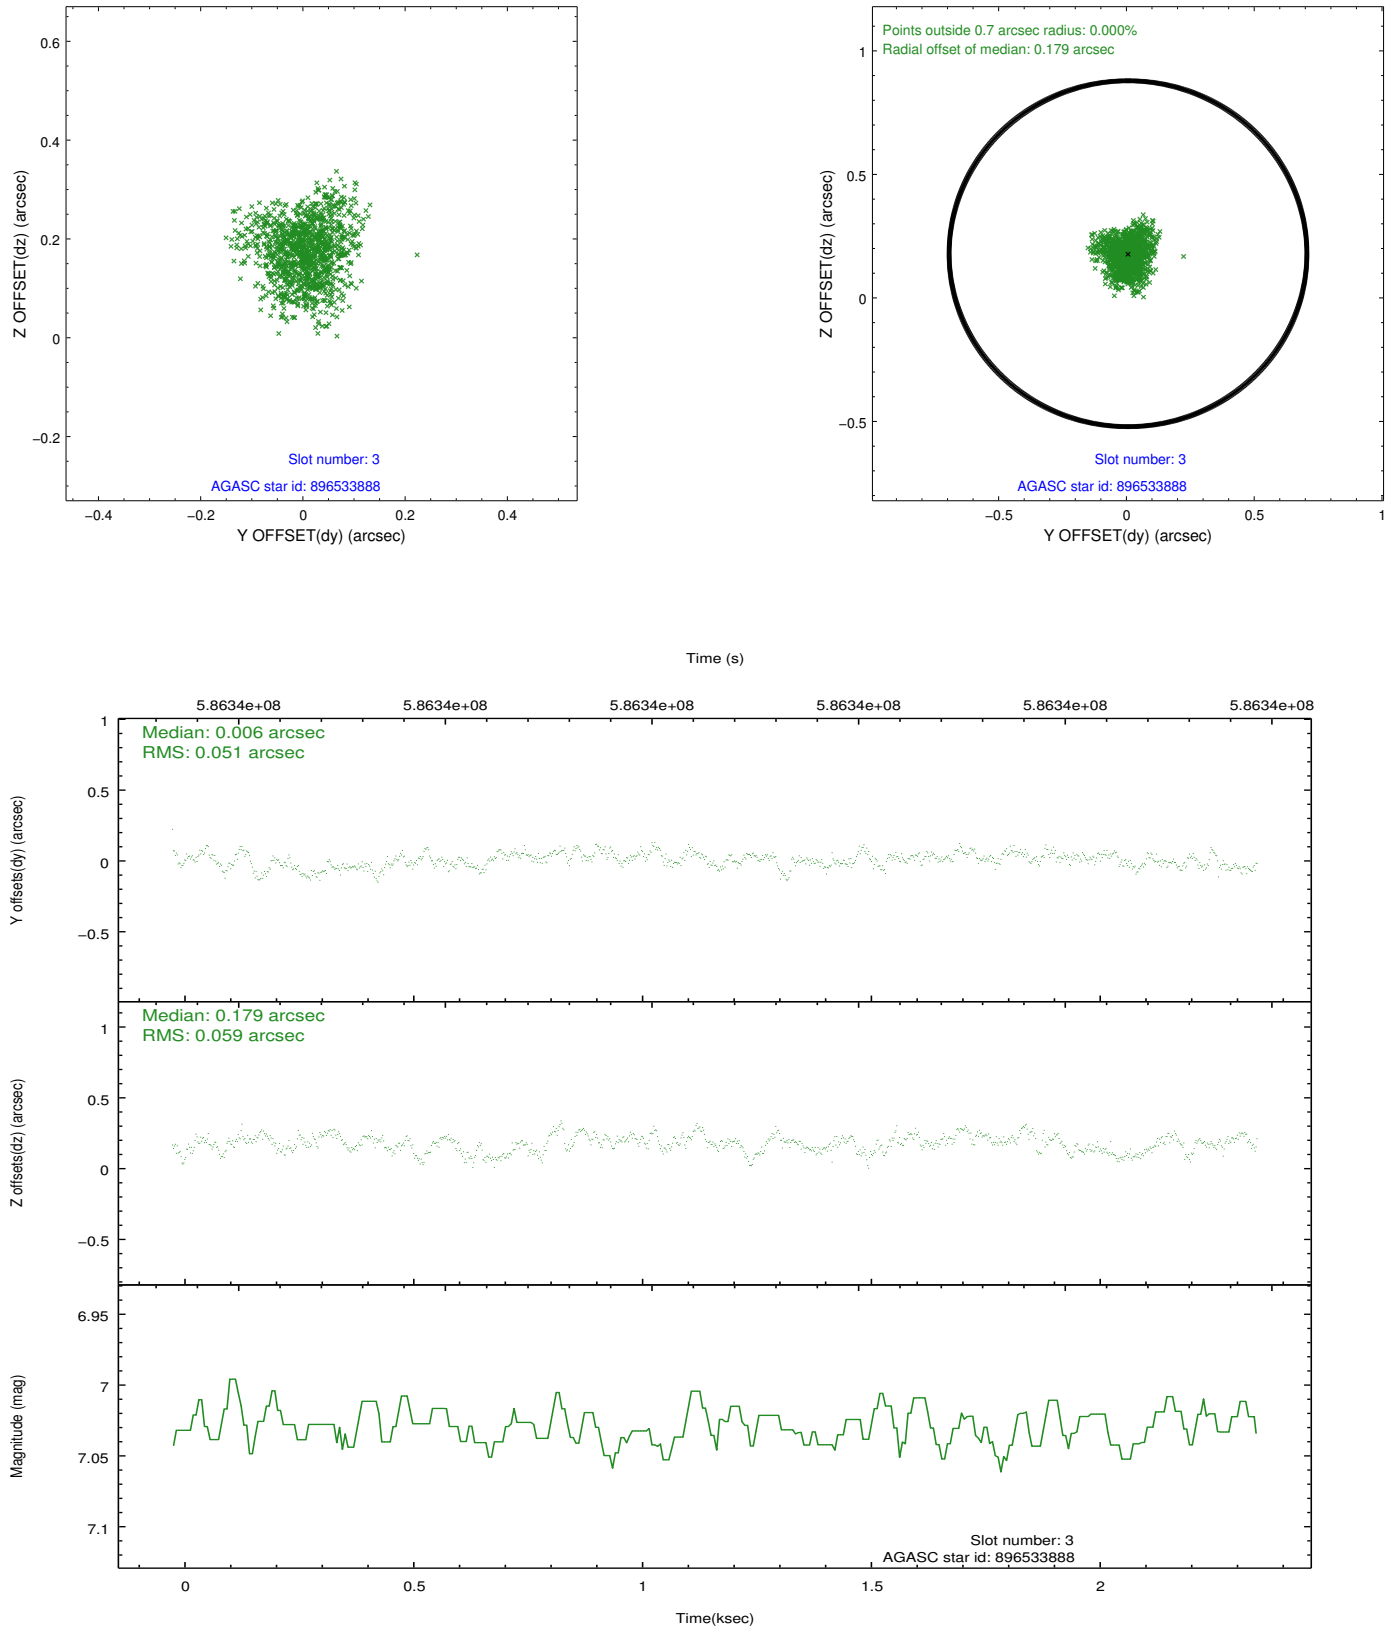 0.6
0.4
0.2
0
−0.2
Z OFFSET(dz) (arcsec)
Slot number: 3
AGASC star id: 896533888
−0.4 −0.2 0 0.2 0.4
Y OFFSET(dy) (arcsec)
Points outside 0.7 arcsec radius: 0.000%
Radial offset of median: 0.179 arcsec
1
0.5
0
−0.5
Z OFFSET(dz) (arcsec)
Slot number: 3
AGASC star id: 896533888
−0.5 0 0.5 1
Y OFFSET(dy) (arcsec)
Time (s)
5.8634e+08 5.8634e+08 5.8634e+08 5.8634e+08 5.8634e+08 5.8634e+08
Median: 0.006 arcsec
RMS: 0.051 arcsec
1
0.5
0
−0.5
Y offsets(dy) (arcsec)
Median: 0.179 arcsec
RMS: 0.059 arcsec
1
0.5
0
−0.5
Z offsets(dz) (arcsec)
6.95
7
7.05
7.1
Magnitude (mag)
Slot number: 3
AGASC star id: 896533888
0 0.5 1 1.5 2
Time(ksec)